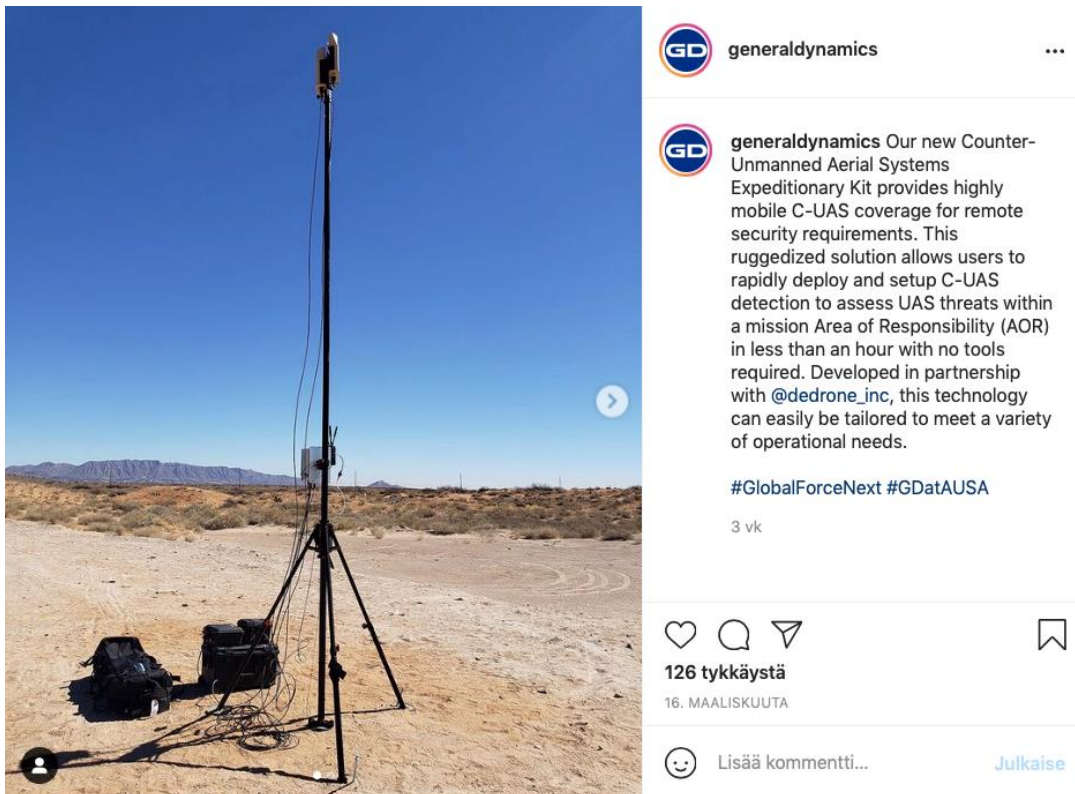 GD
generaldynamics
GD
generaldynamics Our new Counter-
Unmanned Aerial Systems
Expeditionary Kit provides highly
mobile C-UAS coverage for remote
security requirements. This
ruggedized solution allows users to
rapidly deploy and setup C-UAS
detection to assess UAS threats within
a mission Area of Responsibility (AOR)
in less than an hour with no tools
required. Developed in partnership
with @dedrone_inc, this technology
can easily be tailored to meet a variety
of operational needs.
#GlobalForceNext #GDatAUSA
3 vk
126 tykkäystä
16. MAALISKUUTA
Lisää kommentti...
Julkaise